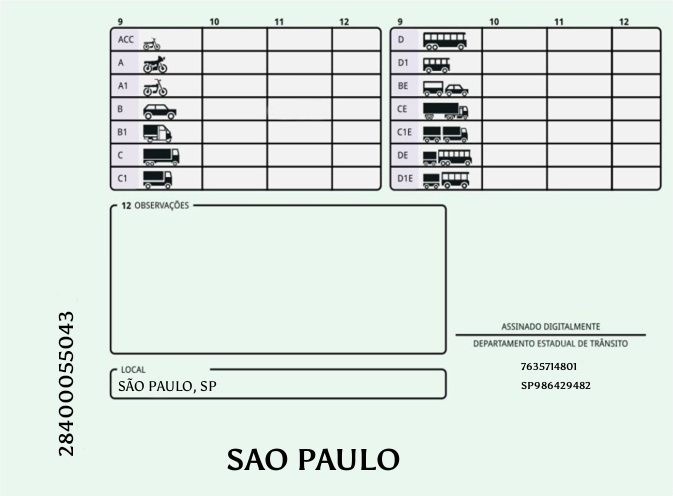 9 10 11 12 9 10 11 12
ACC D
A D1
A1 BE
B CE
B1 C1E
C DE
C1 D1E
12 OBSERVAÇÕES
ASSINADO DIGITALMENTE
DEPARTAMENTO ESTADUAL DE TRÂNSITO
LOCAL
SÃO PAULO, SP
7635714801
SP986429482
28400055043
SAO PAULO